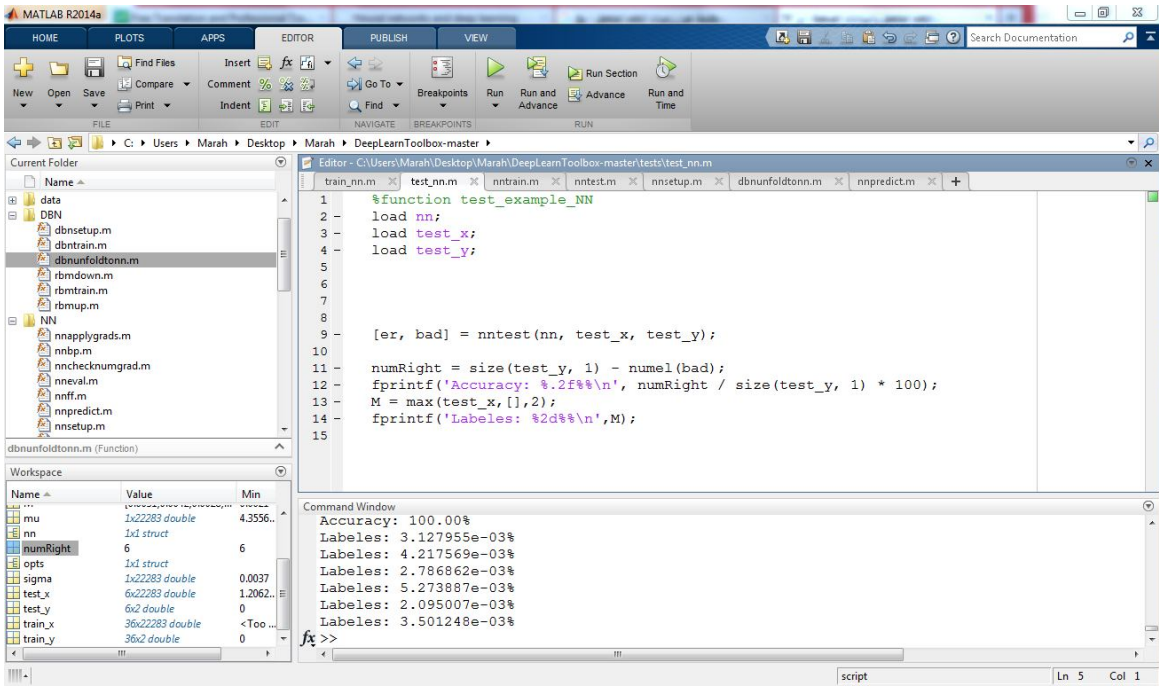 MATLAB R2014a
HOME PLOTS APPS EDITOR PUBLISH VIEW Search Documentation
New Open Save Find Files Compare Print Insert fx Comment Indent Go To Find Breakpoints Run Run and Advance Run Section Advance Run and Time
FILE EDIT NAVIGATE BREAKPOINTS RUN
C: Users Marah Desktop Marah DeepLearnToolbox-master
Current Folder
Name
data
DBN
dbnsetup.m
dbntrain.m
dbnunfoldtonn.m
rbmdown.m
rbmtrain.m
rbmup.m
NN
nnapplygrads.m
nnbp.m
nnchecknumgrad.m
nneval.m
nnff.m
nnpredict.m
nnsetup.m
dbnunfoldtonn.m (Function)
Workspace
Name Value Min
mu 1x22283 double 4.3556..
nn 1x1 struct
numRight 6 6
opts 1x1 struct
sigma 1x22283 double 0.0037
test_x 6x22283 double 1.2062..
test_y 6x2 double 0
train_x 36x22283 double <Too ...
train_y 36x2 double 0
Editor - C:\Users\Marah\Desktop\Marah\DeepLearnToolbox-master\tests\test_nn.m
train_nn.m test_nn.m nntrain.m nntest.m nnsetup.m dbnunfoldtonn.m nnpredict.m +
1 %function test_example_NN
2 - load nn;
3 - load test_x;
4 - load test_y;
5
6
7
8
9 - [er, bad] = nntest(nn, test_x, test_y);
10
11 - numRight = size(test_y, 1) - numel(bad);
12 - fprintf('Accuracy: %.2f%%\n', numRight / size(test_y, 1) * 100);
13 - M = max(test_x,[],2);
14 - fprintf('Labeles: %2d%%\n',M);
15
Command Window
Accuracy: 100.00%
Labeles: 3.127955e-03%
Labeles: 4.217569e-03%
Labeles: 2.786862e-03%
Labeles: 5.273887e-03%
Labeles: 2.095007e-03%
Labeles: 3.501248e-03%
fx >>
script Ln 5 Col 1